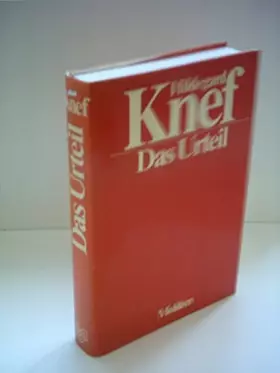 Hildegard
Knef
Das Urteil
Molden
Knef
Das Urteil